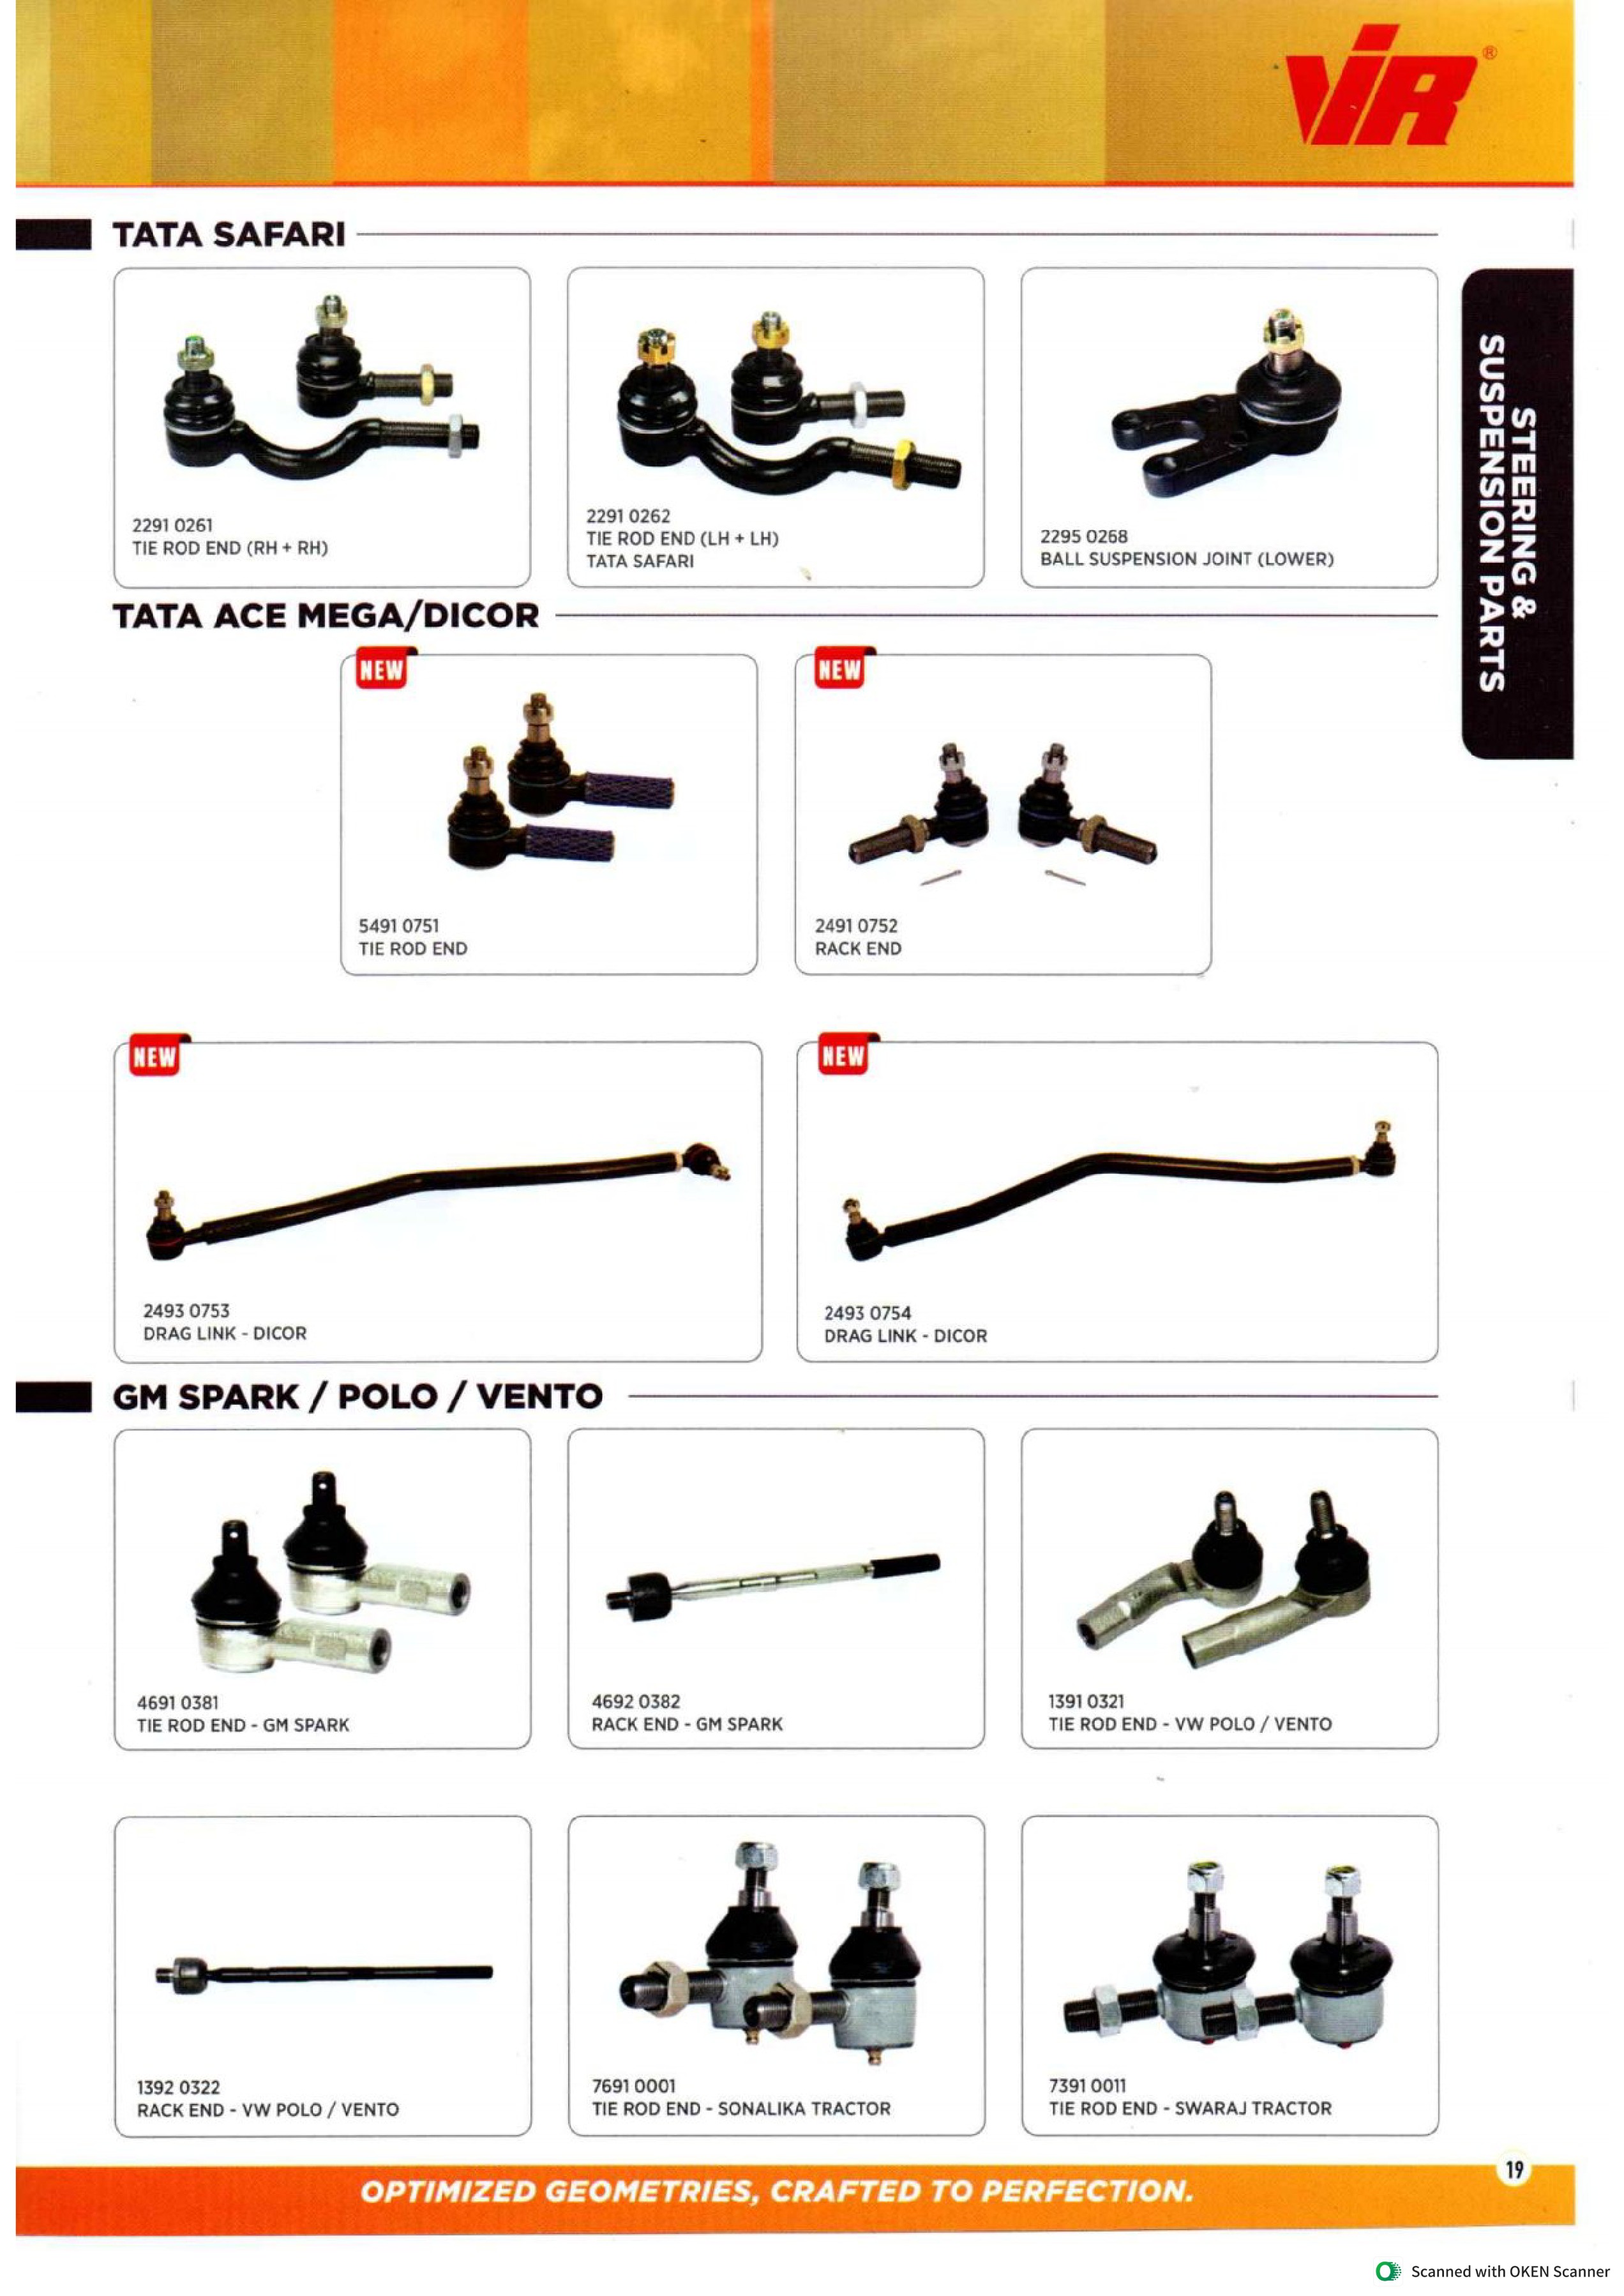 ViR®
TATA SAFARI
2291 0261
TIE ROD END (RH + RH)
2291 0262
TIE ROD END (LH + LH)
TATA SAFARI
2295 0268
BALL SUSPENSION JOINT (LOWER)
STEERING &
SUSPENSION PARTS
TATA ACE MEGA/DICOR
NEW
5491 0751
TIE ROD END
NEW
2491 0752
RACK END
NEW
2493 0753
DRAG LINK - DICOR
NEW
2493 0754
DRAG LINK - DICOR
GM SPARK / POLO / VENTO
4691 0381
TIE ROD END - GM SPARK
4692 0382
RACK END - GM SPARK
1391 0321
TIE ROD END - VW POLO / VENTO
1392 0322
RACK END - VW POLO / VENTO
7691 0001
TIE ROD END - SONALIKA TRACTOR
7391 0011
TIE ROD END - SWARAJ TRACTOR
OPTIMIZED GEOMETRIES, CRAFTED TO PERFECTION.
19
Scanned with OKEN Scanner